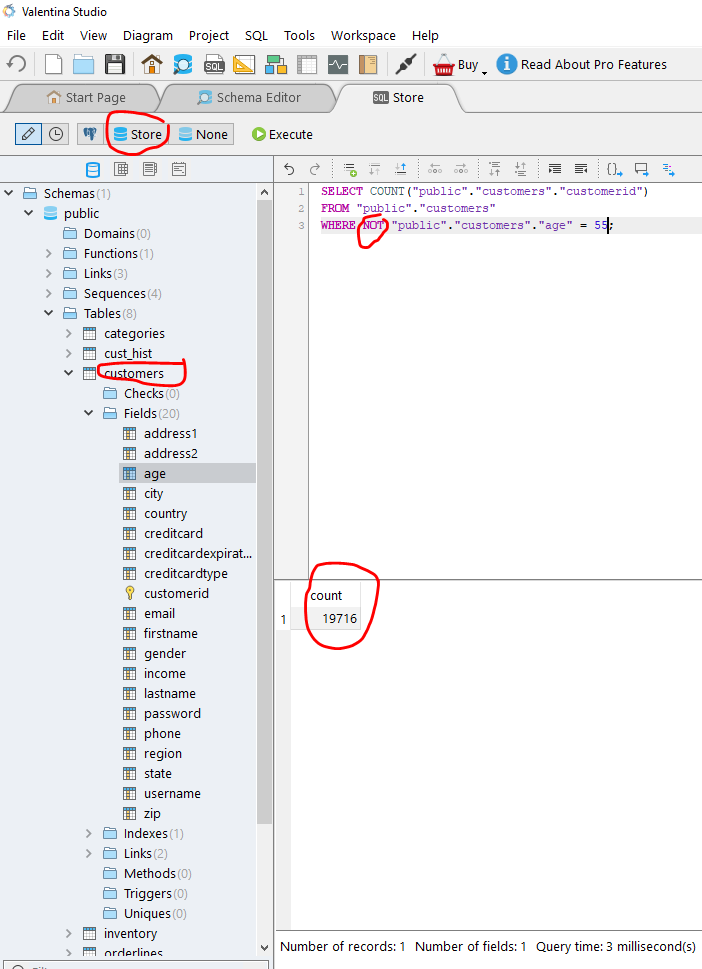 Valentina Studio
File Edit View Diagram Project SQL Tools Window Help
SQL Buy Read About Pro Features
Start Page Schema Editor SQL Store
Store None Execute
Schemas (1)
public
Domains (0)
Functions (1)
Links (3)
Sequences (4)
Tables (8)
categories
cust_hist
customers
Checks (0)
Fields (20)
address1
address2
age
city
country
creditcard
creditcardexpirat...
creditcardtype
customerid
email
firstname
gender
income
lastname
password
phone
region
state
username
zip
Indexes (1)
Links (2)
Methods (0)
Triggers (0)
Uniques (0)
inventory
orderlines
1 SELECT COUNT("public"."customers"."customerid")
2 FROM "public"."customers"
3 WHERE NOT "public"."customers"."age" = 55;
count
1 19716
Number of records: 1 Number of fields: 1 Query time: 3 millisecond(s)